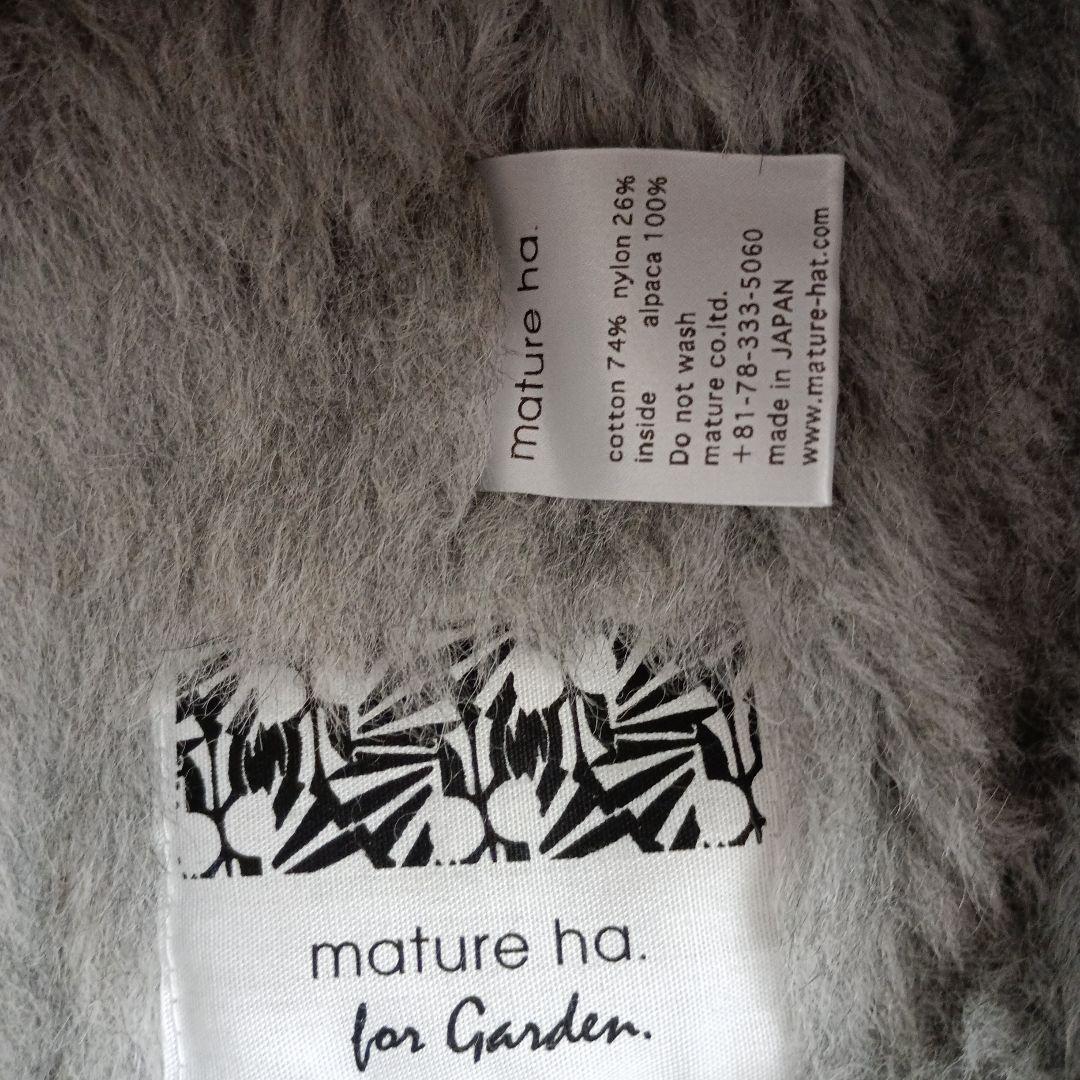 mature ha.
cotton 74% nylon 26%
inside alpaca 100%
Do not wash
mature co.ltd.
+81-78-333-5060
made in JAPAN
www.mature-hat.com
mature ha.
for Garden.